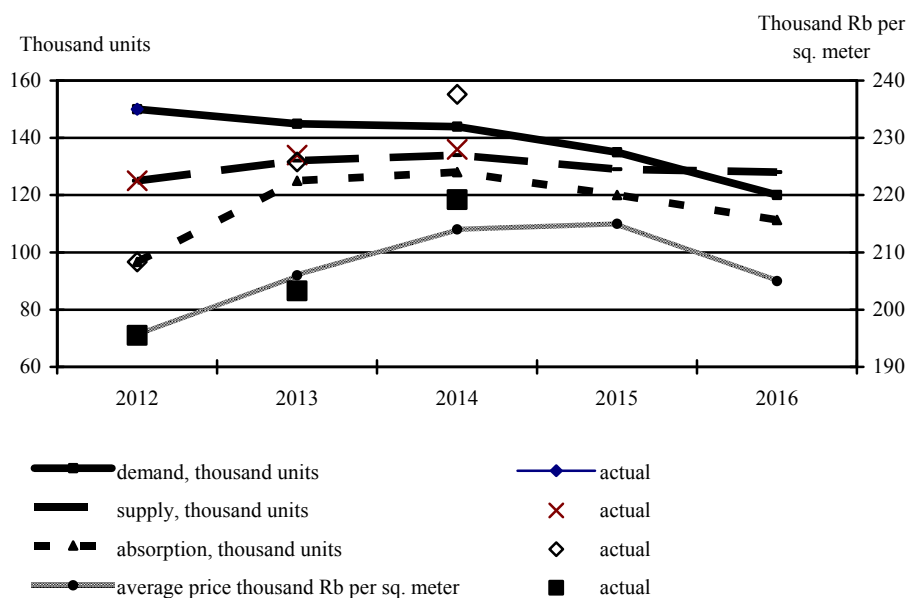 Thousand units
Thousand Rb per
sq. meter
160
140
120
100
80
60
240
230
220
210
200
190
2012 2013 2014 2015 2016
demand, thousand units
actual
supply, thousand units
actual
absorption, thousand units
actual
average price thousand Rb per sq. meter
actual